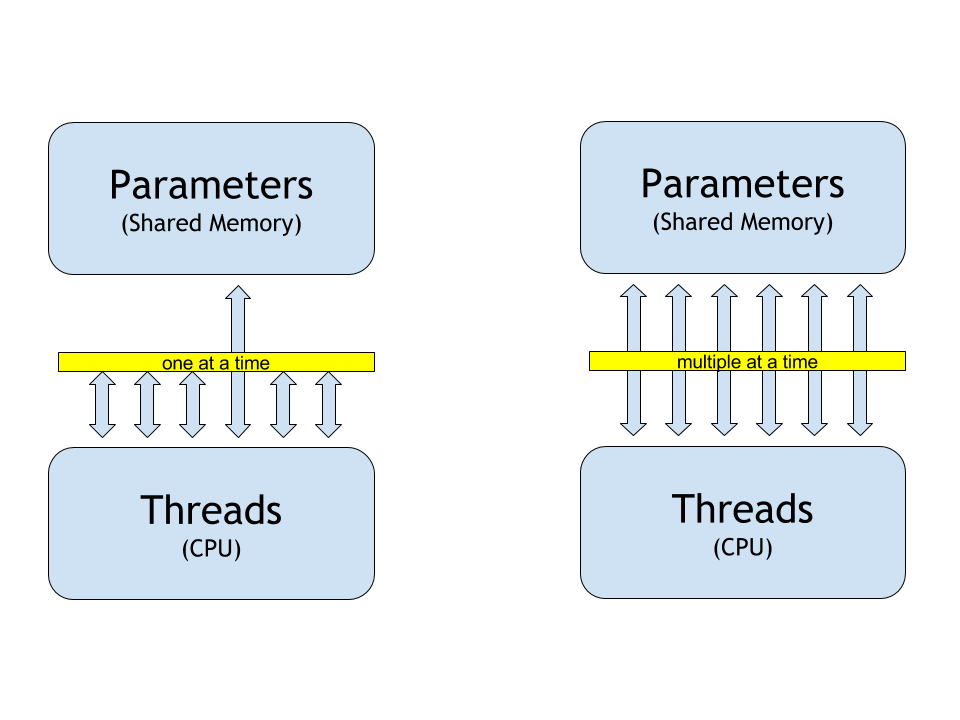 Parameters
(Shared Memory)
one at a time
Threads
(CPU)
Parameters
(Shared Memory)
multiple at a time
Threads
(CPU)